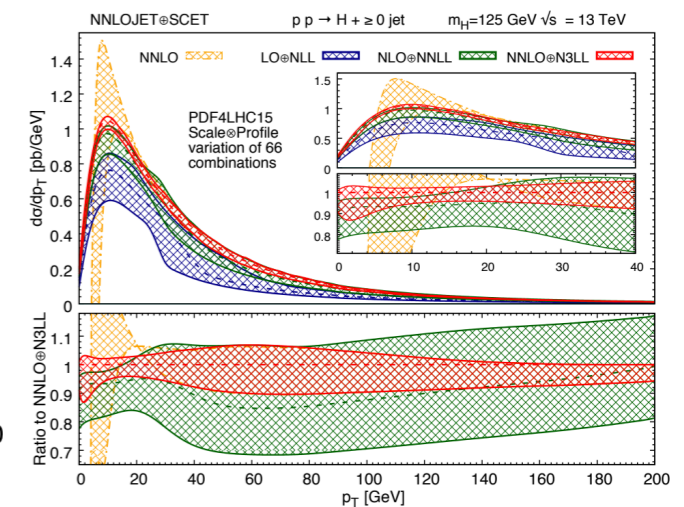 NNLOJET⊕SCET p p → H + ≥ 0 jet m_H=125 GeV √s = 13 TeV
NNLO LO⊕NLL NLO⊕NNLL NNLO⊕N3LL
PDF4LHC15
Scale⊗Profile
variation of 66
combinations
dσ/dp_T [pb/GeV]
1.4
1.2
1
0.8
0.6
0.4
0.2
0
1.5
1
0.5
0
1
0.9
0.8
0 10 20 30 40
Ratio to NNLO⊕N3LL
1.1
1
0.9
0.8
0.7
0 20 40 60 80 100 120 140 160 180 200
p_T [GeV]